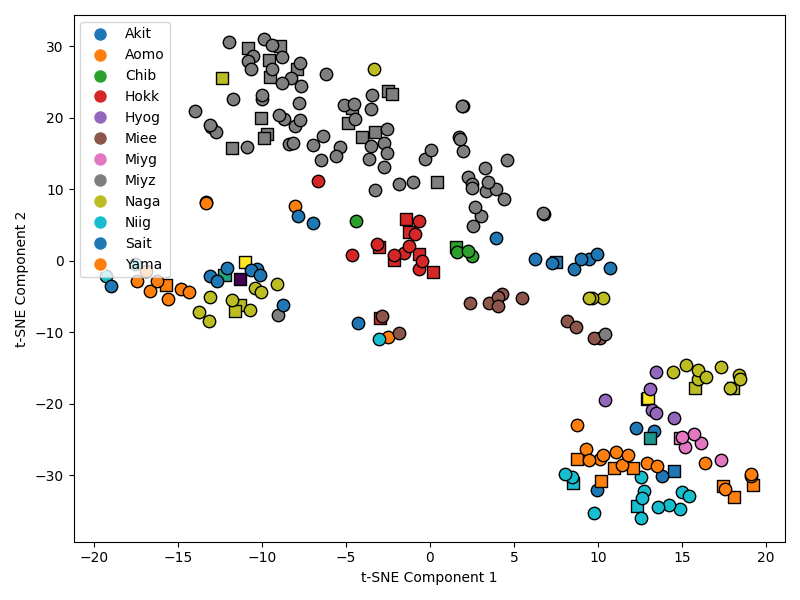 Akit
Aomo
Chib
Hokk
Hyog
Miee
Miyg
Miyz
Naga
Niig
Sait
Yama
30
20
10
0
−10
−20
−30
t-SNE Component 2
−20 −15 −10 −5 0 5 10 15 20
t-SNE Component 1